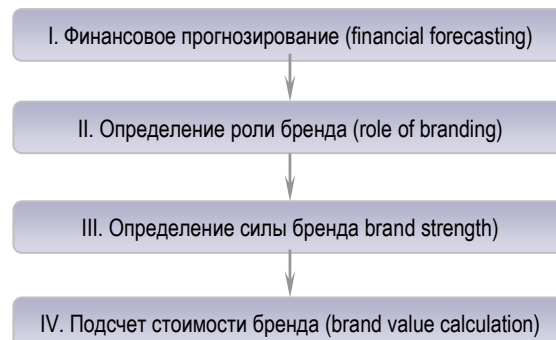 I. Финансовое прогнозирование (financial forecasting)
II. Определение роли бренда (role of branding)
III. Определение силы бренда brand strength)
IV. Подсчет стоимости бренда (brand value calculation)